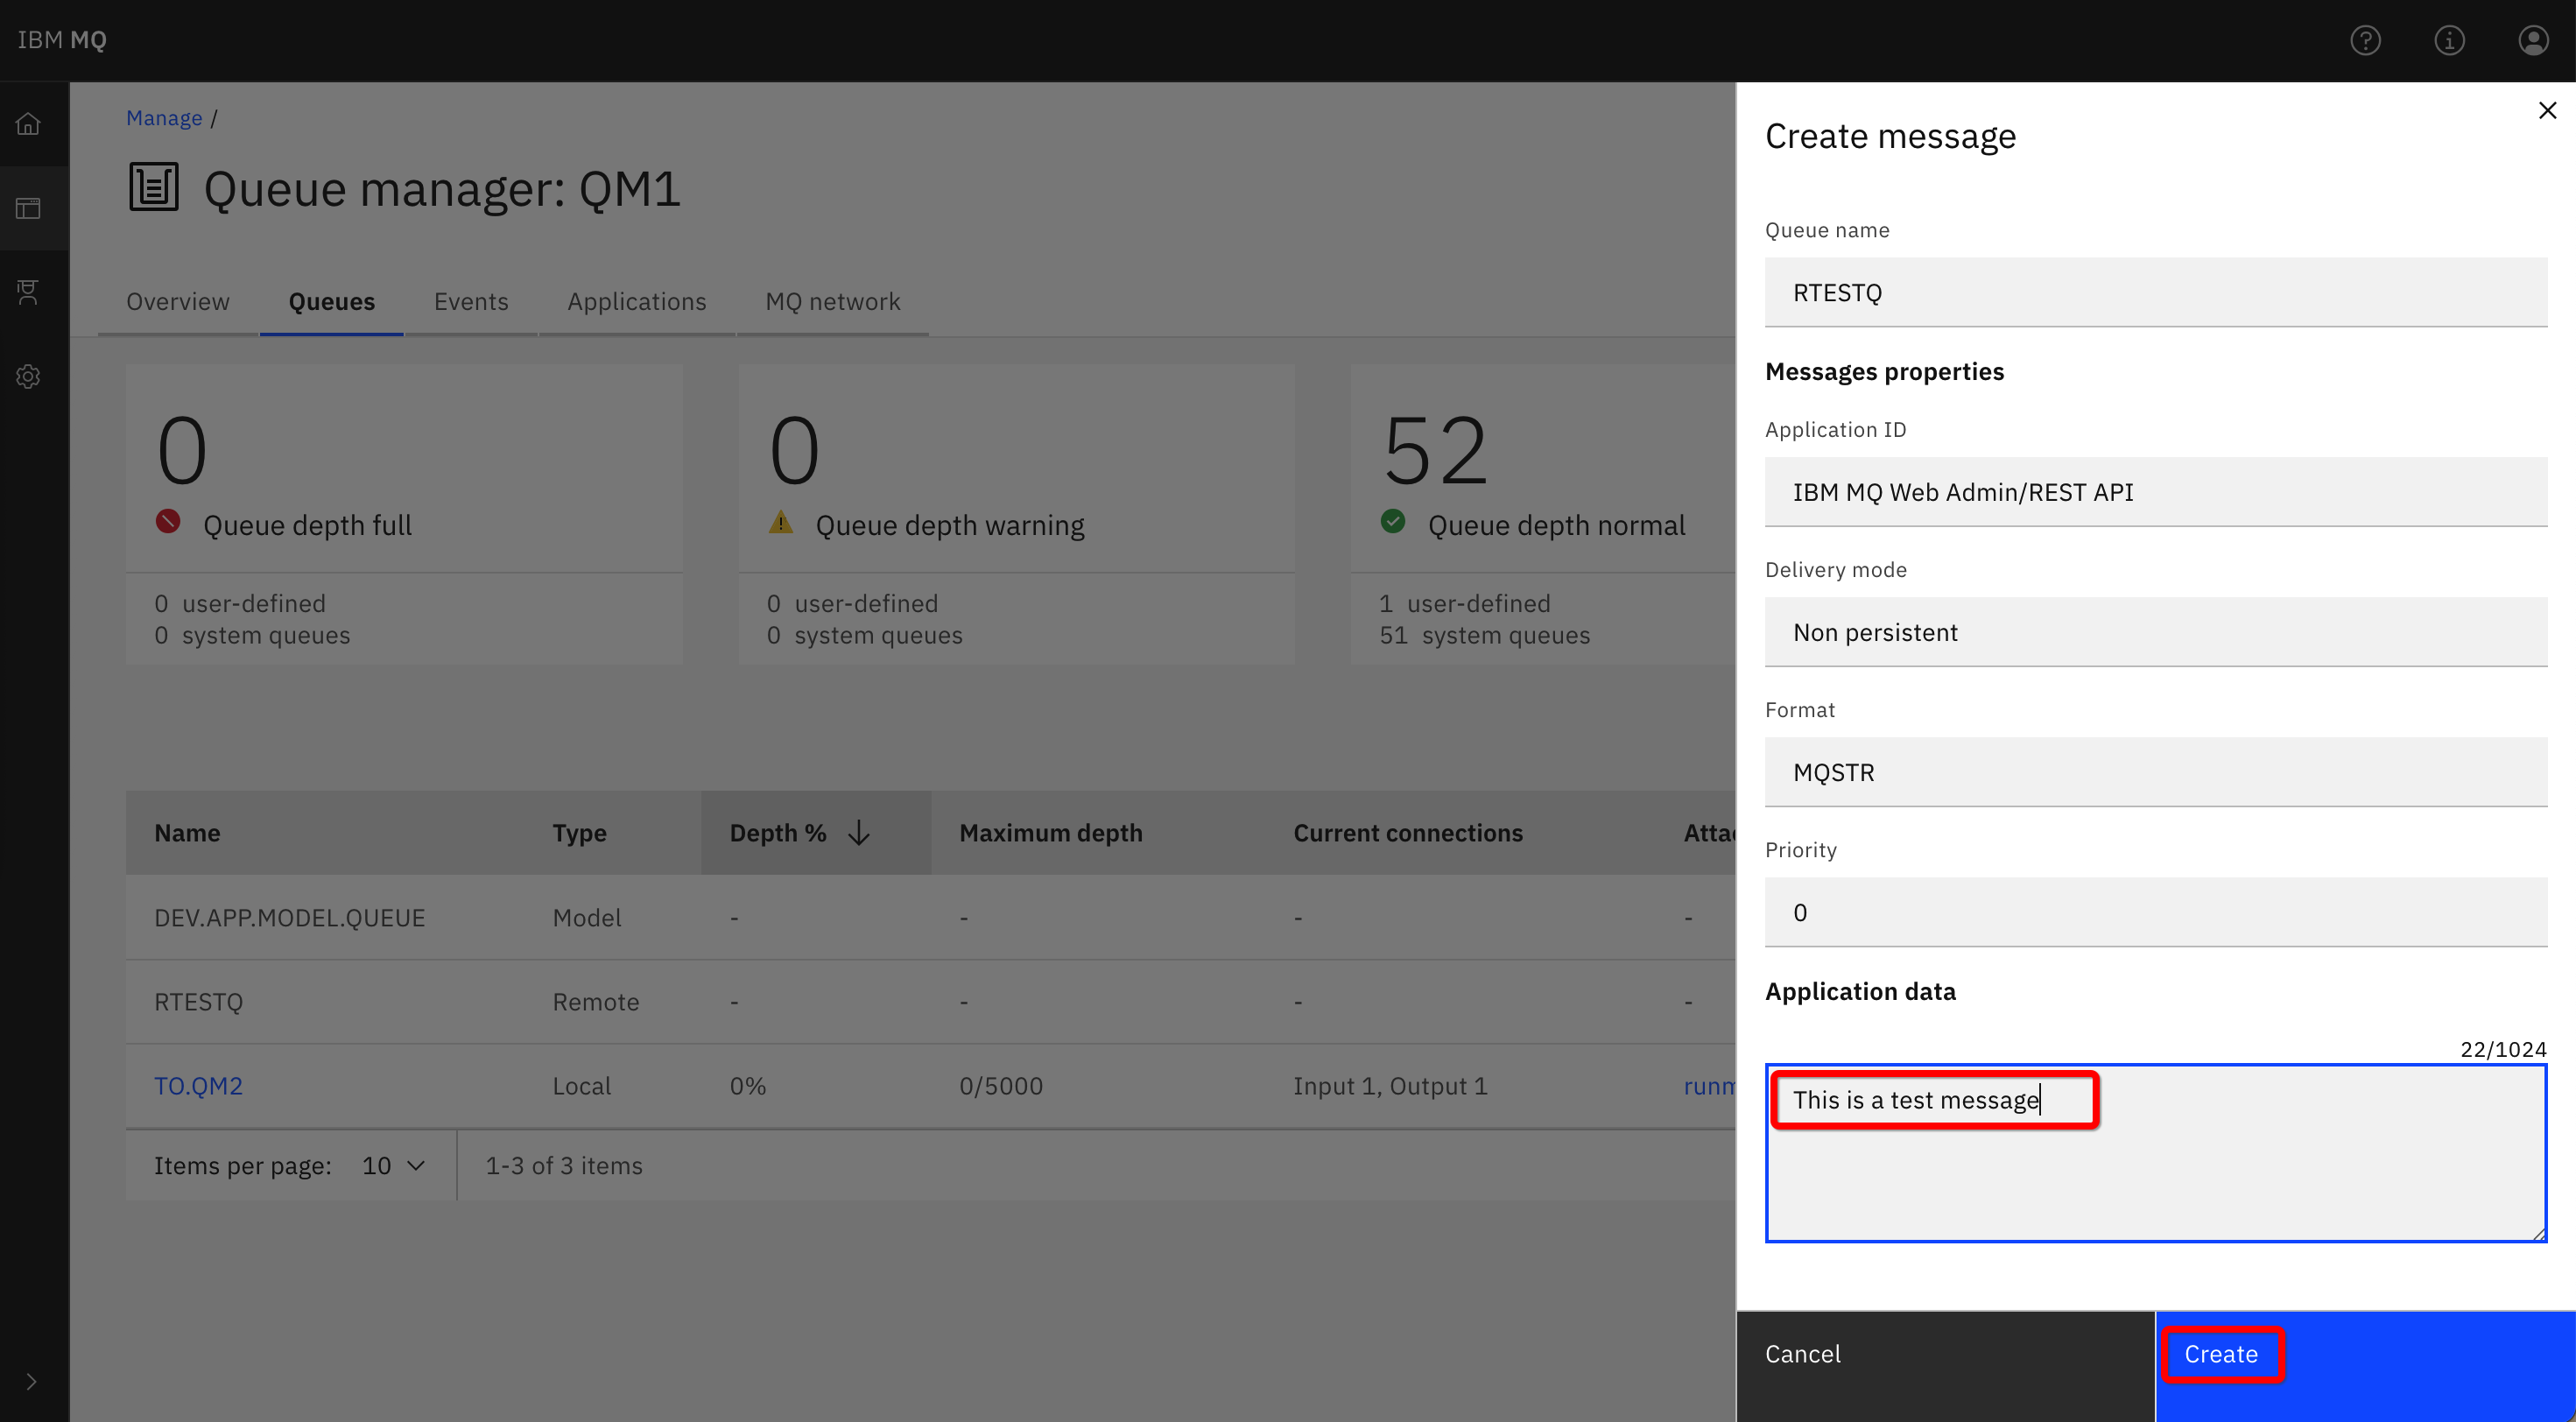 IBM MQ
Manage /
Queue manager: QM1
Overview Queues Events Applications MQ network
0
Queue depth full
0 user-defined
0 system queues
0
Queue depth warning
0 user-defined
0 system queues
52
Queue depth normal
1 user-defined
51 system queues
Name Type Depth % Maximum depth Current connections
DEV.APP.MODEL.QUEUE Model - - - -
RTESTQ Remote - - - -
TO.QM2 Local 0% 0/5000 Input 1, Output 1
Items per page: 10 1-3 of 3 items
Create message
Queue name
RTESTQ
Messages properties
Application ID
IBM MQ Web Admin/REST API
Delivery mode
Non persistent
Format
MQSTR
Priority
0
Application data
22/1024
This is a test message
Cancel
Create